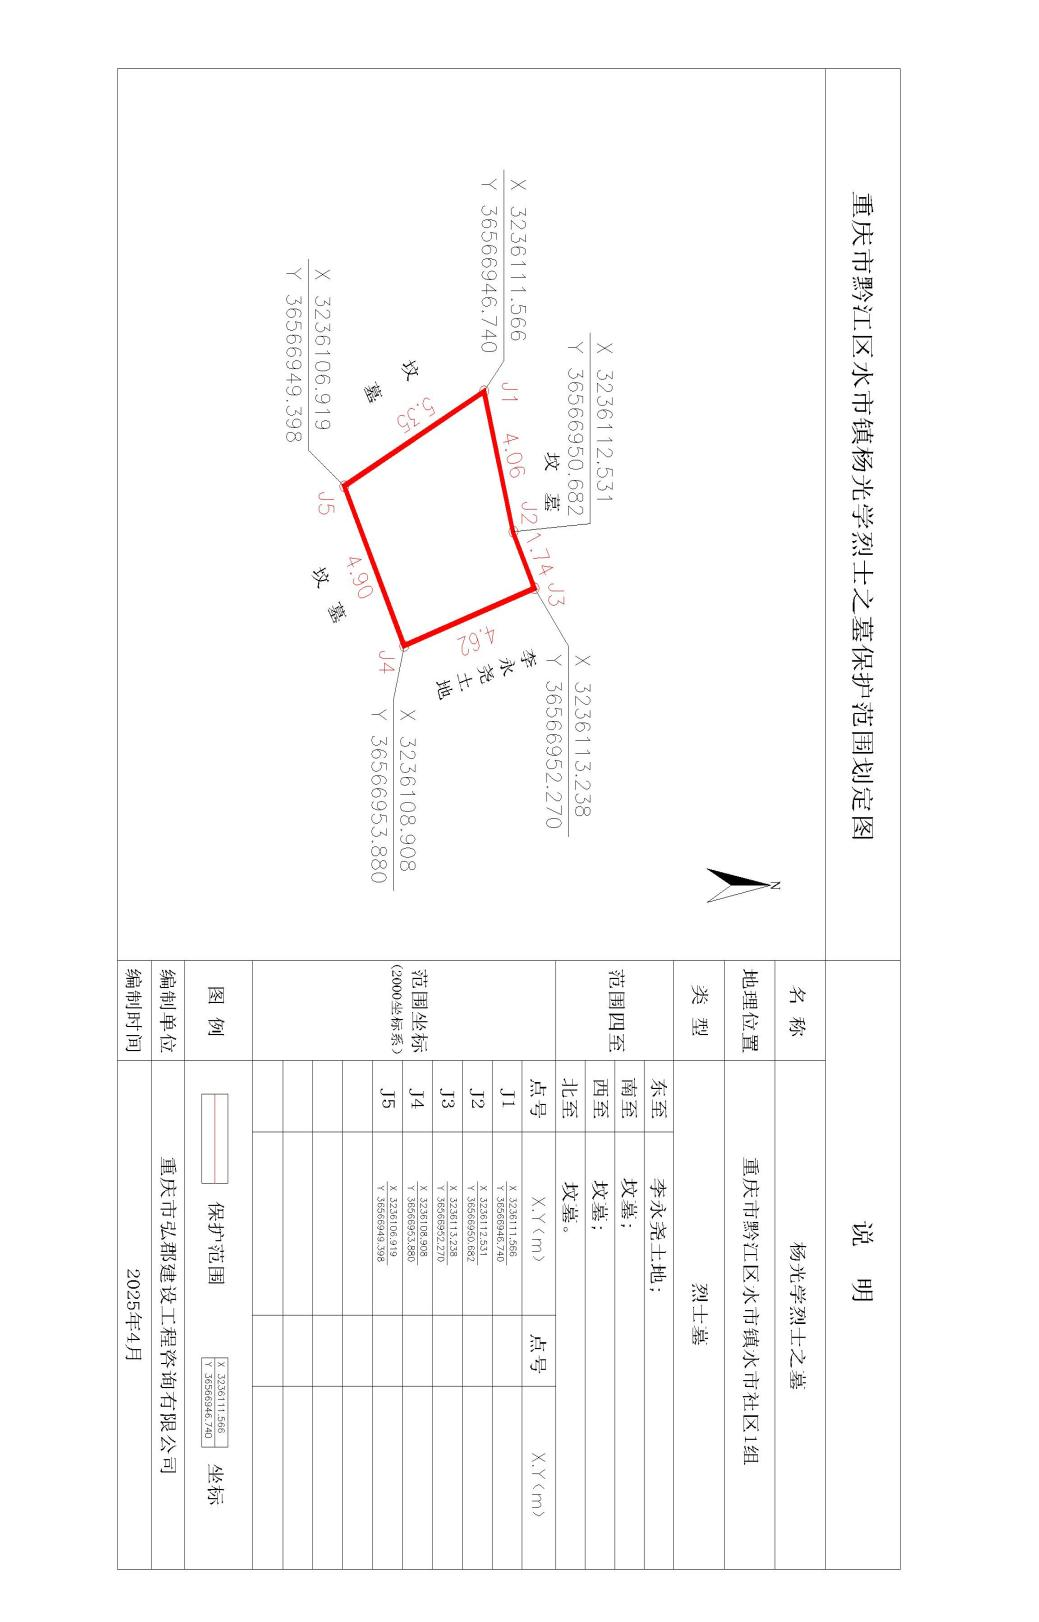 重庆市黔江区水市镇杨光学烈士之墓保护范围划定图
X 3236112.531
Y 36566950.682
X 3236111.566
Y 36566946.740
X 3236113.238
Y 36566952.270
X 3236106.919
Y 36566949.398
X 3236108.908
Y 36566953.880
J1
J2
J3
J4
J5
4.06
1.74
4.62
4.90
5.35
坟墓
坟墓
坟墓
李永尧土地
N
说 明
名 称 杨光学烈士之墓
地理位置 重庆市黔江区水市镇水市社区1组
类 型 烈士墓
范围四至
东至 李永尧土地;
南至 坟墓;
西至 坟墓;
北至 坟墓。
范围坐标
(2000坐标系)
点号 X.Y(m) 点号 X.Y(m)
J1 X 3236111.566
Y 36566946.740
J2 X 3236112.531
Y 36566950.682
J3 X 3236113.238
Y 36566952.270
J4 X 3236108.908
Y 36566953.880
J5 X 3236106.919
Y 36566949.398
图 例 保护范围
X 3236111.566
Y 36566946.740
坐标
编制单位 重庆市弘郡建设工程咨询有限公司
编制时间 2025年4月